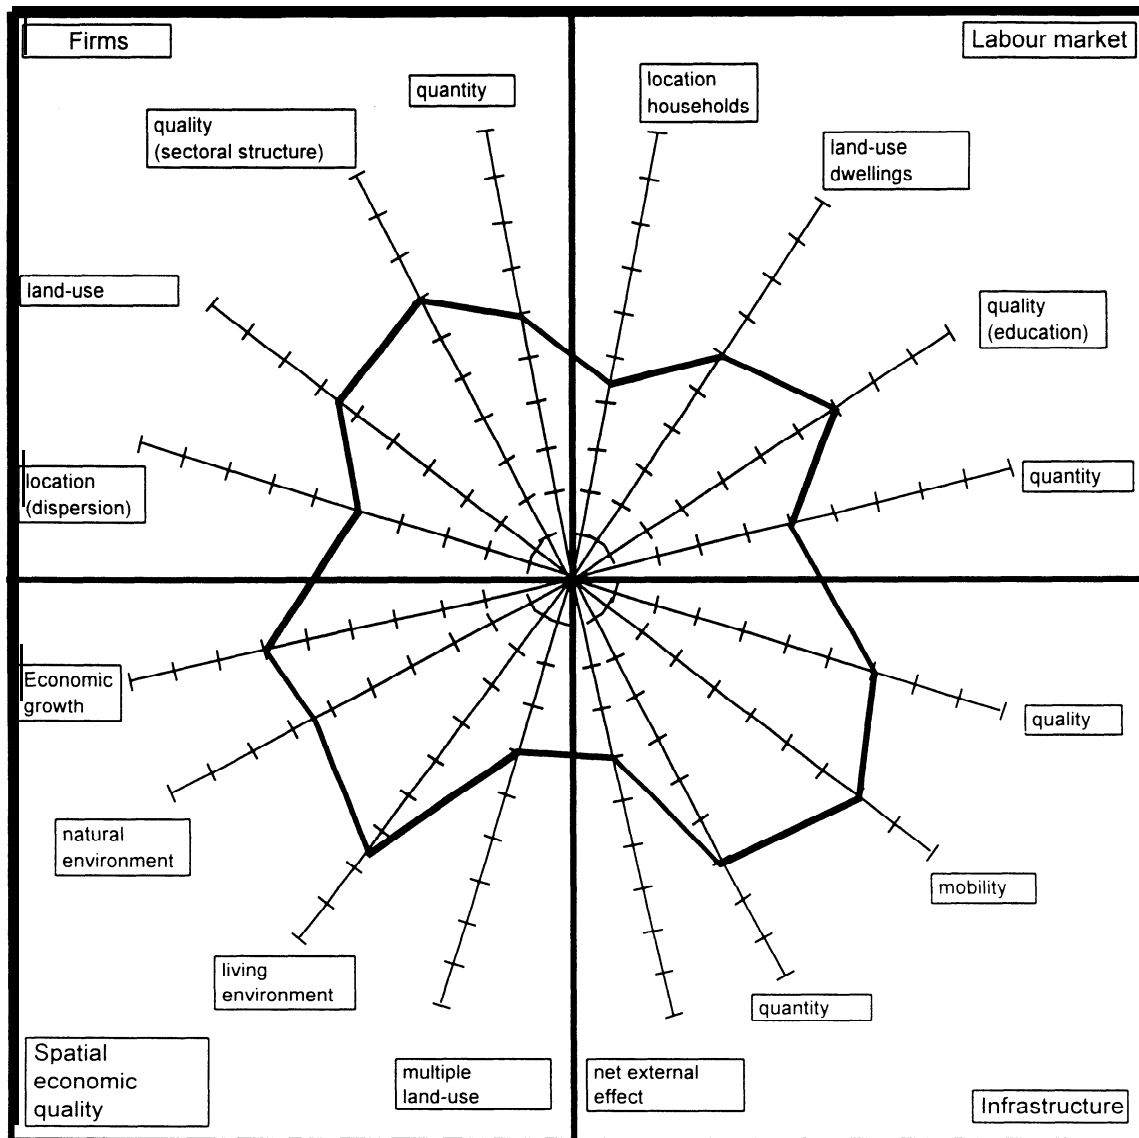 Firms
Labour market
quantity
location
households
quality
(sectoral structure)
land-use
dwellings
land-use
quality
(education)
location
(dispersion)
quantity
Economic
growth
quality
natural
environment
mobility
living
environment
quantity
Spatial
economic
quality
multiple
land-use
net external
effect
Infrastructure